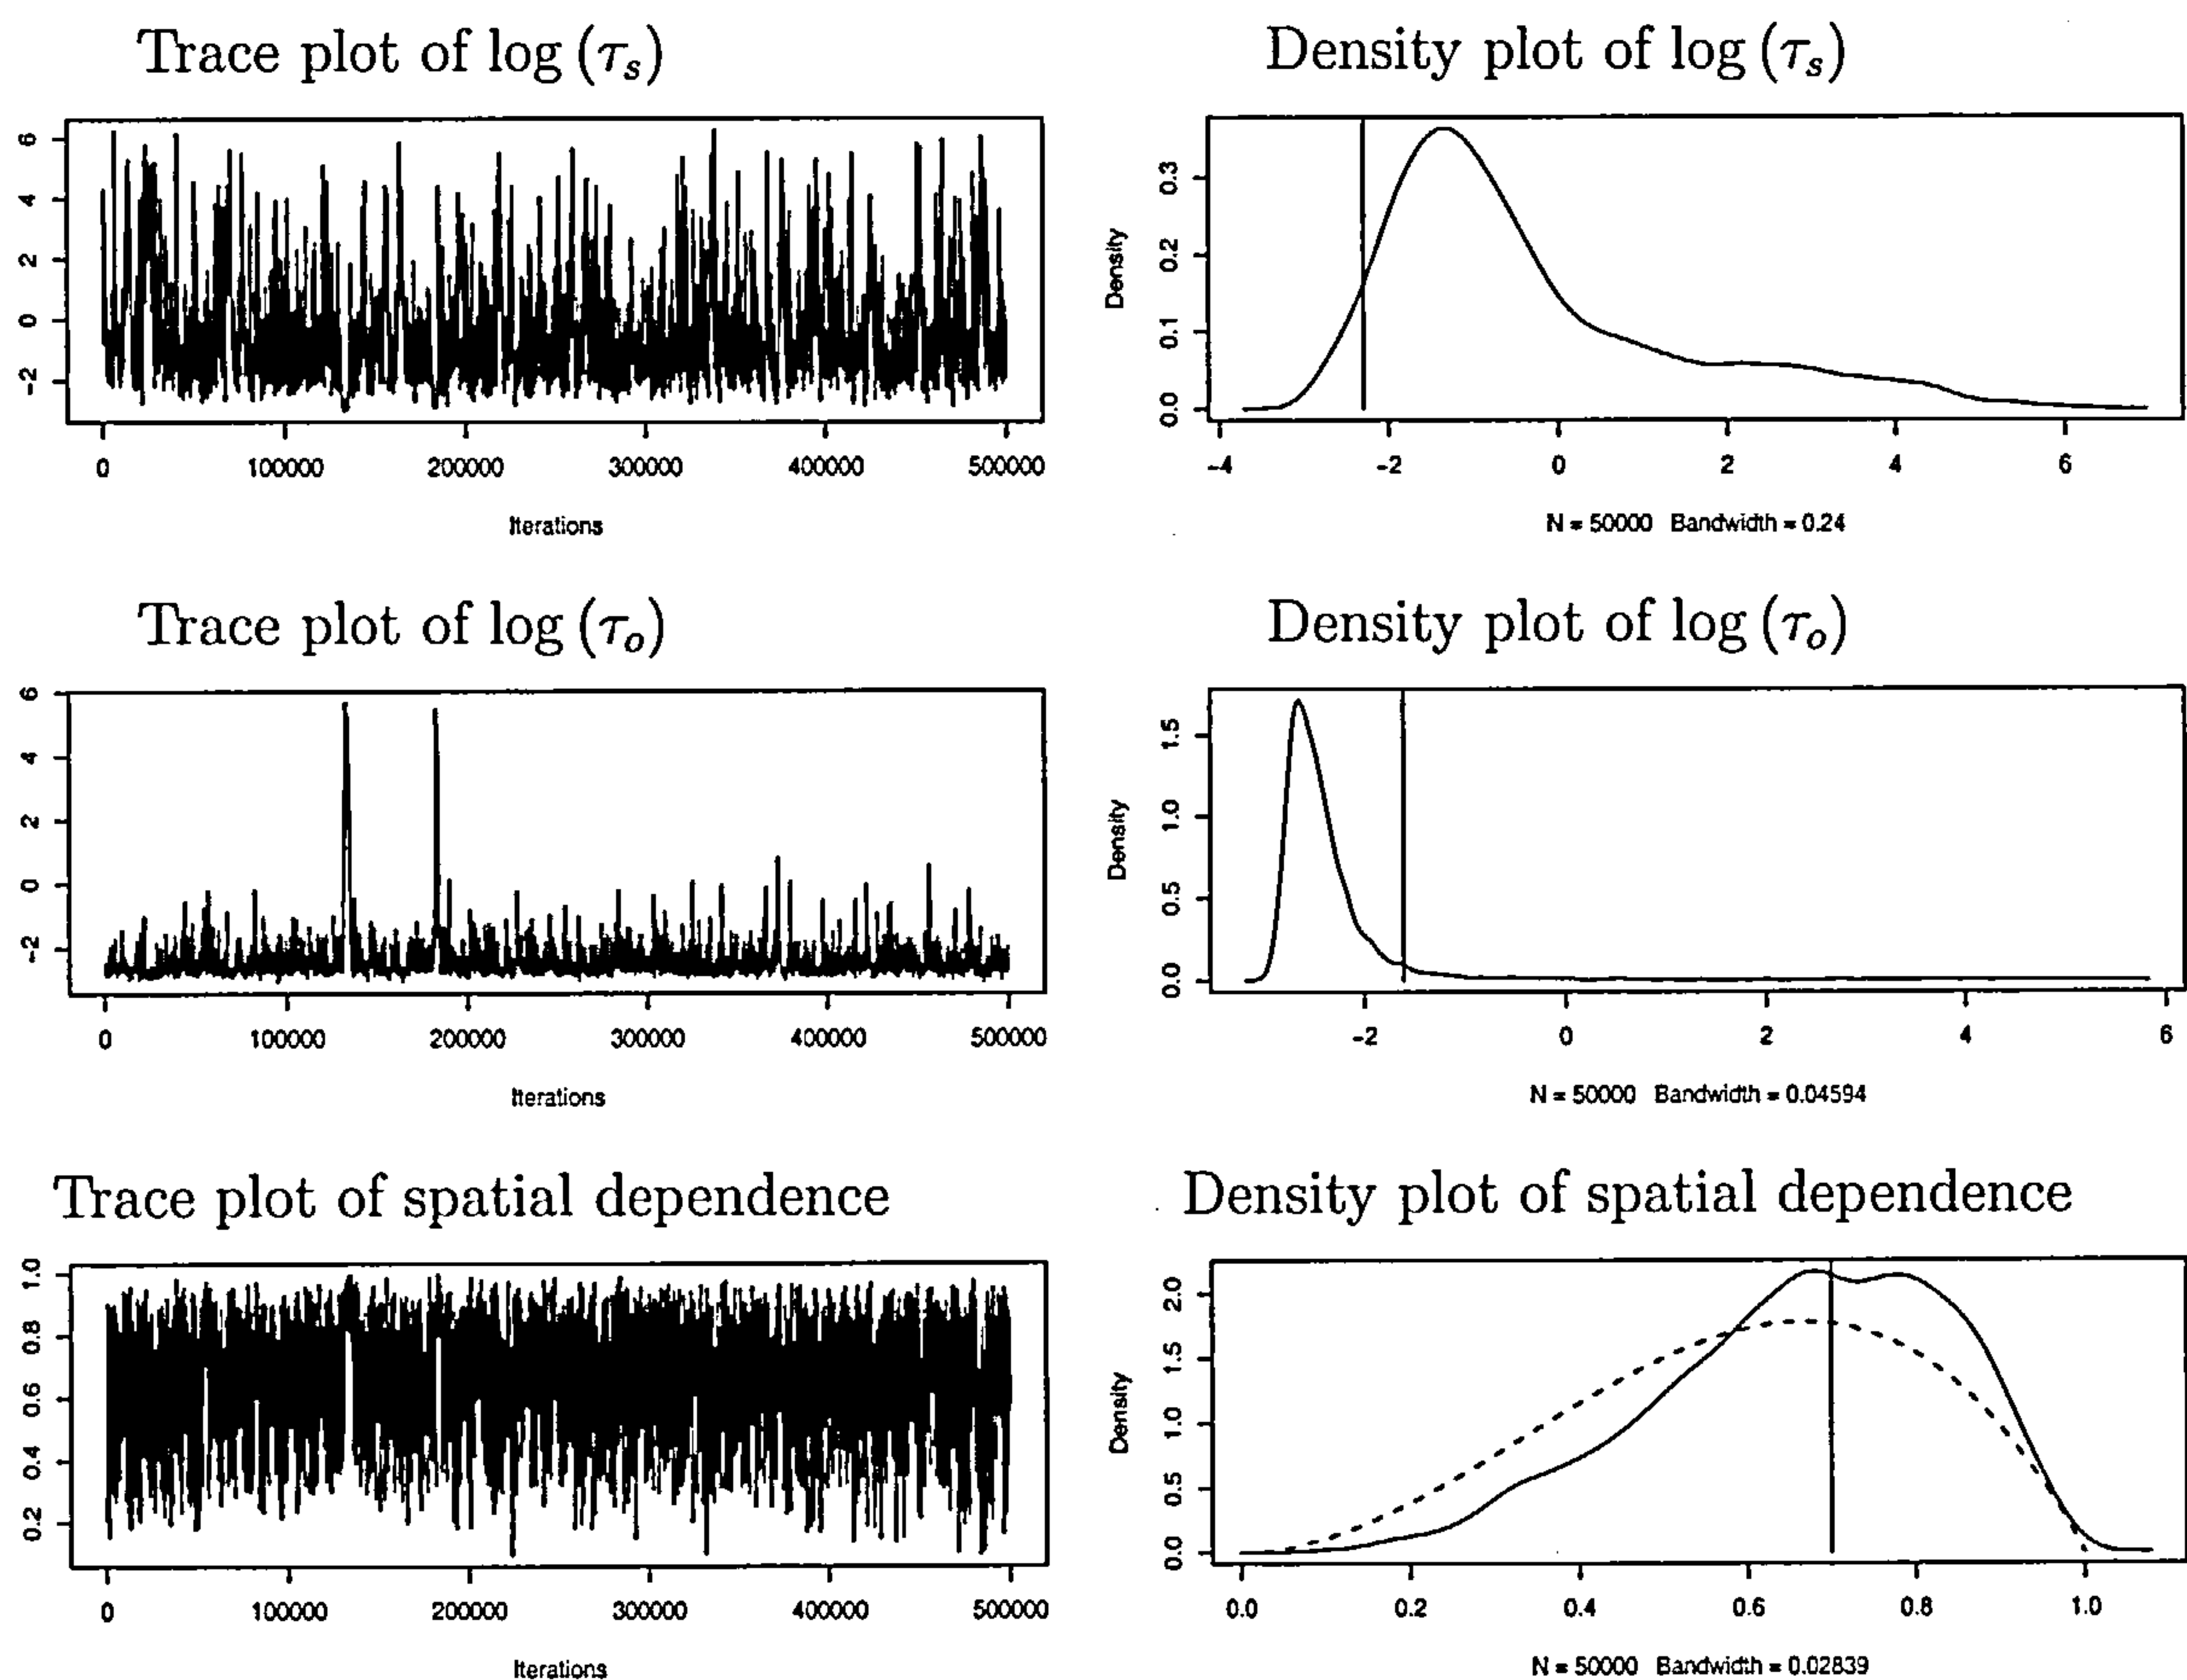 Trace plot of log (τₛ)
Density plot of log (τₛ)
6
4
2
0
-2
0 100000 200000 300000 400000 500000
Iterations
Density
0.3
0.2
0.1
0.0
-4 -2 0 2 4 6
N = 50000 Bandwidth = 0.24
Trace plot of log (τₒ)
Density plot of log (τₒ)
6
4
2
0
-2
0 100000 200000 300000 400000 500000
Iterations
Density
1.5
1.0
0.5
0.0
-2 0 2 4 6
N = 50000 Bandwidth = 0.04594
Trace plot of spatial dependence
Density plot of spatial dependence
1.0
0.8
0.6
0.4
0.2
0 100000 200000 300000 400000 500000
Iterations
Density
2.0
1.5
1.0
0.5
0.0
0.0 0.2 0.4 0.6 0.8 1.0
N = 50000 Bandwidth = 0.02839